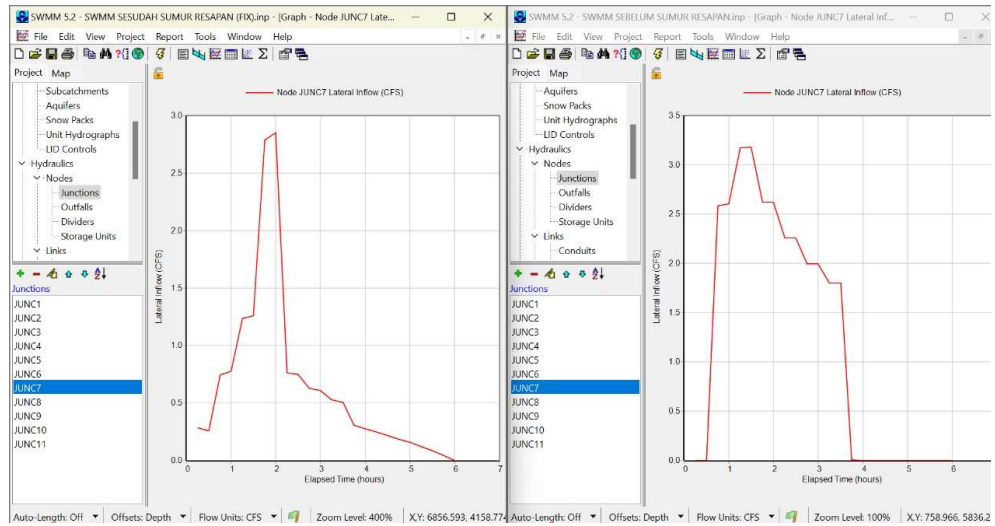 SWMM 5.2 - SWMM SESUDAH SUMUR RESAPAN (FIX).inp - [Graph - Node JUNC7 Late...
File Edit View Project Report Tools Window Help
Project Map
Subcatchments
Aquifers
Snow Packs
Unit Hydrographs
LID Controls
Hydraulics
Nodes
Junctions
Outfalls
Dividers
Storage Units
Links
Junctions
JUNC1
JUNC2
JUNC3
JUNC4
JUNC5
JUNC6
JUNC7
JUNC8
JUNC9
JUNC10
JUNC11
Node JUNC7 Lateral Inflow (CFS)
Lateral Inflow (CFS)
3.0
2.5
2.0
1.5
1.0
0.5
0.0
0 1 2 3 4 5 6 7
Elapsed Time (hours)
Auto-Length: Off Offsets: Depth Flow Units: CFS Zoom Level: 400% X,Y: 6856.593, 4158.774
SWMM 5.2 - SWMM SEBELUM SUMUR RESAPAN.inp - [Graph - Node JUNC7 Lateral Inf...
File Edit View Project Report Tools Window Help
Project Map
Aquifers
Snow Packs
Unit Hydrographs
LID Controls
Hydraulics
Nodes
Junctions
Outfalls
Dividers
Storage Units
Links
Conduits
Junctions
JUNC1
JUNC2
JUNC3
JUNC4
JUNC5
JUNC6
JUNC7
JUNC8
JUNC9
JUNC10
JUNC11
Node JUNC7 Lateral Inflow (CFS)
Lateral Inflow (CFS)
3.5
3.0
2.5
2.0
1.5
1.0
0.5
0.0
0 1 2 3 4 5 6
Elapsed Time (hours)
Auto-Length: Off Offsets: Depth Flow Units: CFS Zoom Level: 100% X,Y: 758.966, 5836.2